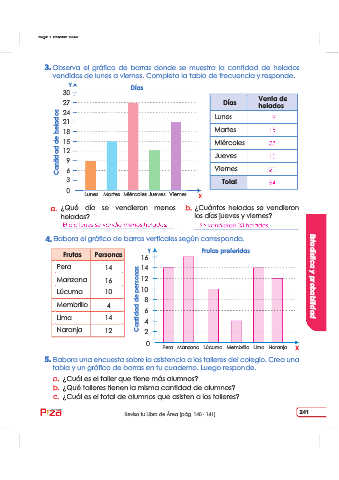 3. Observa el gráfico de barras donde se muestra la cantidad de helados
vendidos de lunes a viernes. Completa la tabla de frecuencia y responde.
Y
Días
30
27
24
21
18
15
12
9
6
3
0
Cantidad de helados
Lunes Martes Miércoles Jueves Viernes X
Días Venta de helados
Lunes 9
Martes 15
Miércoles 27
Jueves
Viernes
Total 84
a. ¿Qué día se vendieron menos
helados?
b. ¿Cuántos helados se vendieron
los días jueves y viernes?
4. Elabora el gráfico de barras verticales según corresponda.
Frutas Personas
Pera 14
Manzana 16
Lúcuma 10
Membrillo 4
Lima 14
Naranja 12
Y
Frutas preferidas
16
14
12
10
8
6
4
2
0
Cantidad de personas
Pera Manzana Lúcuma Membrillo Lima Naranja X
5. Elabora una encuesta sobre la asistencia a los talleres del colegio. Crea una
tabla y un gráfico de barras en tu cuaderno. Luego responde.
a. ¿Cuál es el taller que tiene más alumnos?
b. ¿Qué talleres tienen la misma cantidad de alumnos?
c. ¿Cuál es el total de alumnos que asisten a los talleres?
Estadística y probabilidad
Revisa tu Libro de Área (pág. 140 - 141)
241